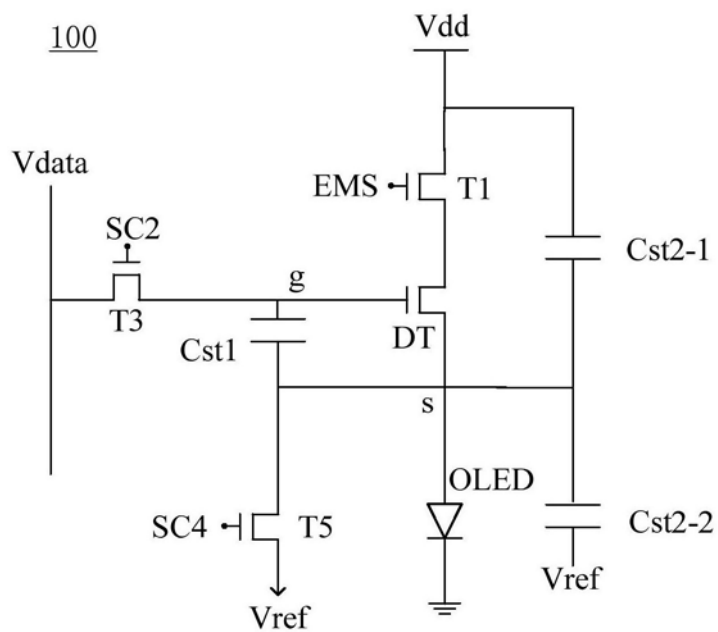 100
Vdd
Vdata
EMS
T1
SC2
Cst2-1
g
T3
DT
Cst1
s
OLED
SC4
T5
Cst2-2
Vref
Vref